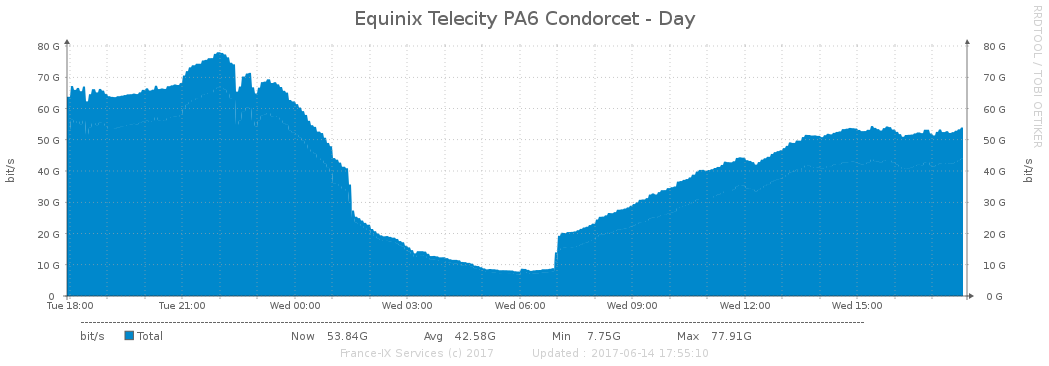 Equinix Telecity PA6 Condorcet - Day
RRDTOOL / TOBI OETIKER
bit/s
bit/s
80 G 80 G
70 G 70 G
60 G 60 G
50 G 50 G
40 G 40 G
30 G 30 G
20 G 20 G
10 G 10 G
0 0 G
Tue 18:00 Tue 21:00 Wed 00:00 Wed 03:00 Wed 06:00 Wed 09:00 Wed 12:00 Wed 15:00
bit/s Total Now 53.84G Avg 42.58G Min 7.75G Max 77.91G
France-IX Services (c) 2017 Updated : 2017-06-14 17:55:10